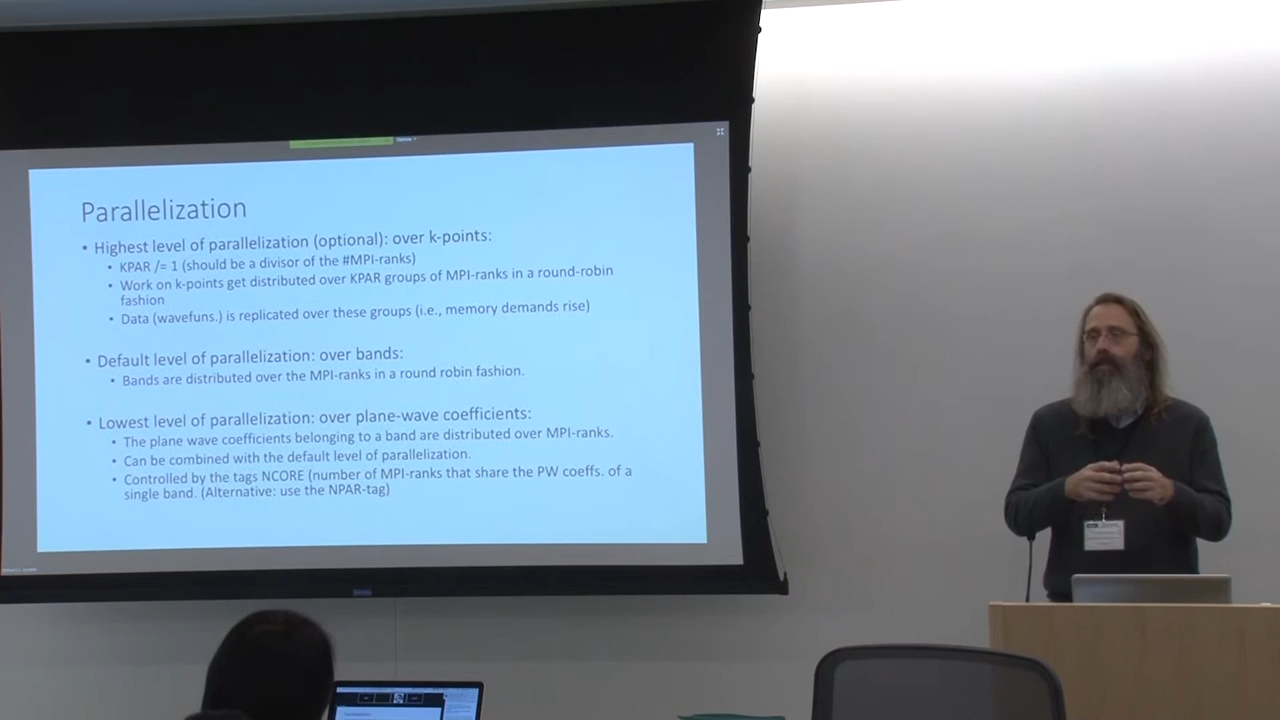 Parallelization
• Highest level of parallelization (optional): over k-points:
• KPAR /= 1 (should be a divisor of the #MPI-ranks)
• Work on k-points get distributed over KPAR groups of MPI-ranks in a round-robin
fashion
• Data (wavefuns.) is replicated over these groups (i.e., memory demands rise)
• Default level of parallelization: over bands:
• Bands are distributed over the MPI-ranks in a round robin fashion.
• Lowest level of parallelization: over plane-wave coefficients:
• The plane wave coefficients belonging to a band are distributed over MPI-ranks.
• Can be combined with the default level of parallelization.
• Controlled by the tags NCORE (number of MPI-ranks that share the PW coeffs. of a
single band. (Alternative: use the NPAR-tag)